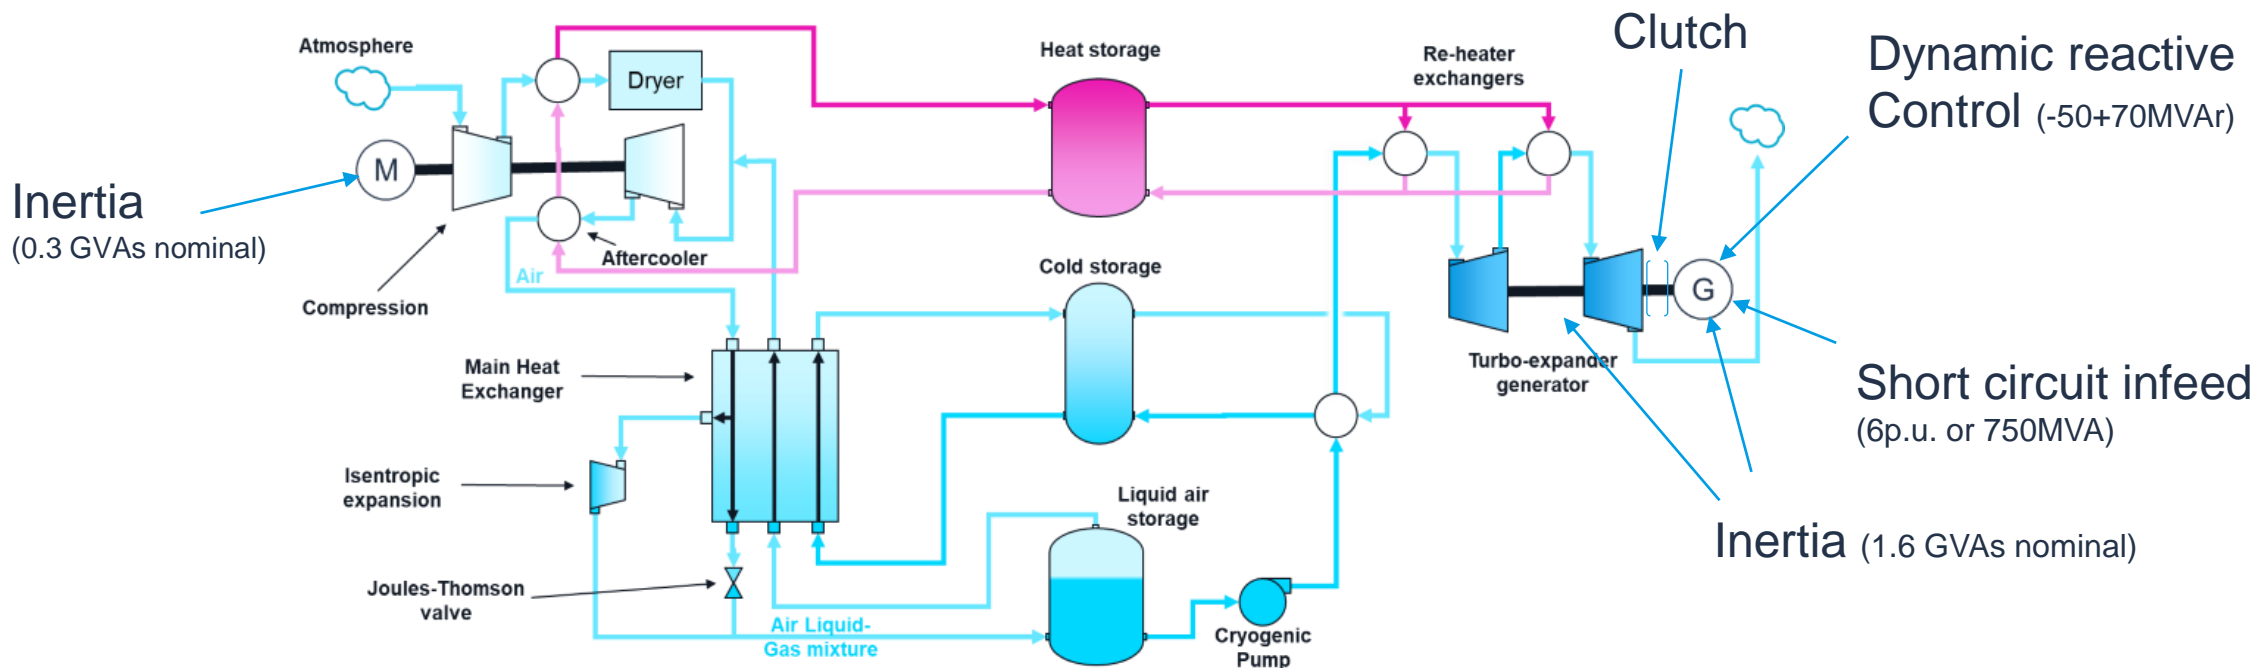 Atmosphere
Dryer
M
Inertia
(0.3 GVAs nominal)
Compression
Aftercooler
Air
Heat storage
Re-heater
exchangers
Clutch
Dynamic reactive
Control (-50+70MVAr)
Cold storage
G
Turbo-expander
generator
Short circuit infeed
(6p.u. or 750MVA)
Inertia (1.6 GVAs nominal)
Main Heat
Exchanger
Isentropic
expansion
Joules-Thomson
valve
Air Liquid-
Gas mixture
Liquid air
storage
Cryogenic
Pump